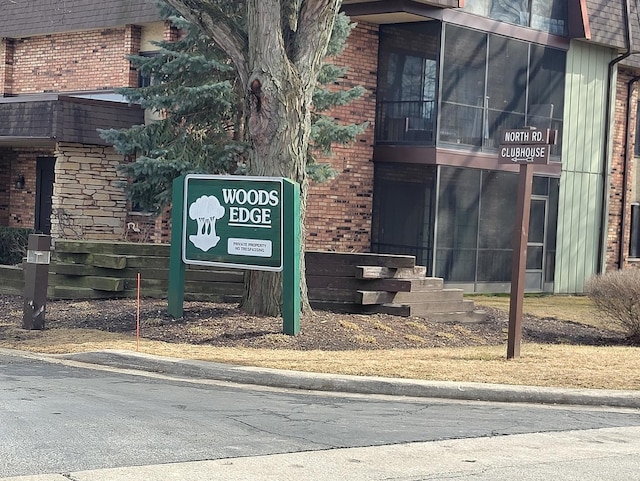 WOODS
EDGE
PRIVATE PROPERTY
NO TRESPASSING
NORTH RD.
CLUBHOUSE